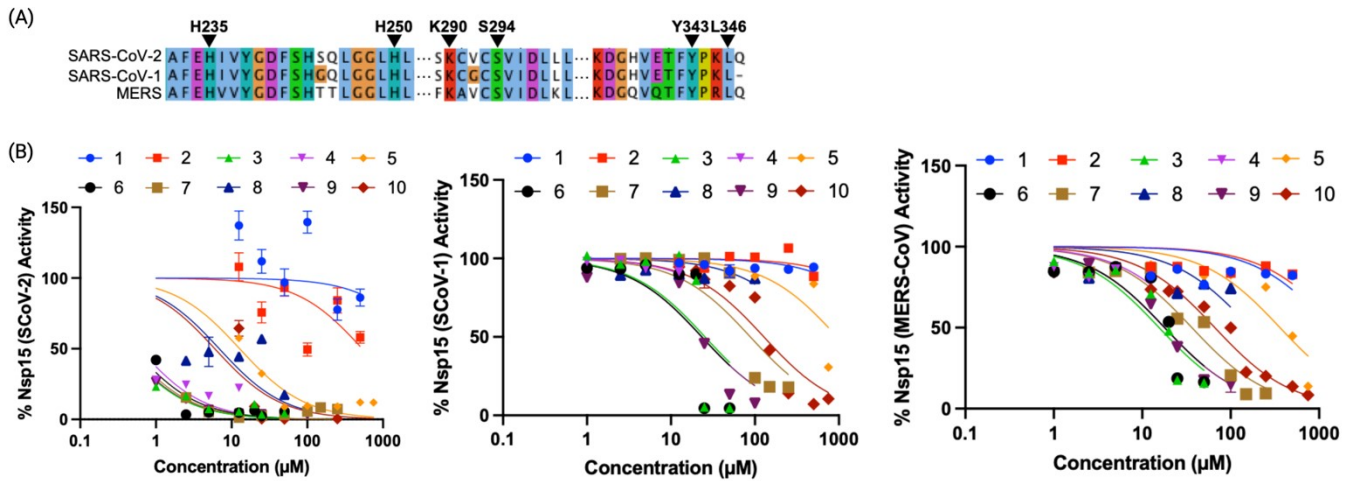 (A)
H235 H250 K290 S294 Y343 L346
SARS-CoV-2 AFEHIVYGDFSHSQLGGLHL...SKCVCSVIDLLL...KDGHVETFYPKLQ
SARS-CoV-1 AFEHIVYGDFSHGQLGGLHL...SKCGCSVIDLLL...KDGHVETFYPKL-
MERS AFEHVVYGDFSHTTLGGLHL...FKAVCSVIDLKL...KDGQVQTFYPRLQ
(B)
1 2 3 4 5
6 7 8 9 10
% Nsp15 (SCoV-2) Activity
150
100
50
0
0.1 1 10 100 1000
Concentration (µM)
1 2 3 4 5
6 7 8 9 10
% Nsp15 (SCoV-1) Activity
150
100
50
0
0.1 1 10 100 1000
Concentration (µM)
1 2 3 4 5
6 7 8 9 10
% Nsp15 (MERS-CoV) Activity
150
100
50
0
0.1 1 10 100 1000
Concentration (µM)